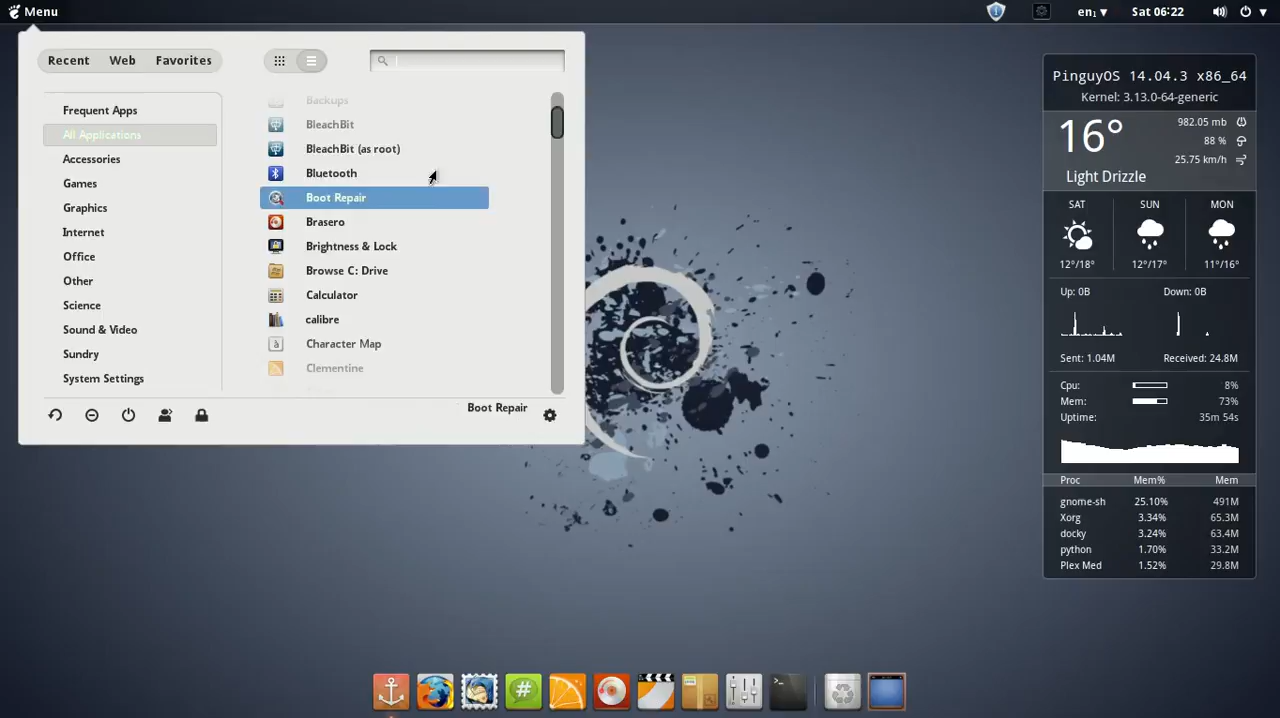 Menu
en₁ ▾
Sat 06:22
Recent Web Favorites
Frequent Apps
All Applications
Accessories
Games
Graphics
Internet
Office
Other
Science
Sound & Video
Sundry
System Settings
Backups
BleachBit
BleachBit (as root)
Bluetooth
Boot Repair
Brasero
Brightness & Lock
Browse C: Drive
Calculator
calibre
Character Map
Clementine
Boot Repair
PinguyOS 14.04.3 x86_64
Kernel: 3.13.0-64-generic
16°
982.05 mb
88 %
25.75 km/h
Light Drizzle
SAT SUN MON
12°/18° 12°/17° 11°/16°
Up: 0B Down: 0B
Sent: 1.04M Received: 24.8M
Cpu: 8%
Mem: 73%
Uptime: 35m 54s
Proc Mem% Mem
gnome-sh 25.10% 491M
Xorg 3.34% 65.3M
docky 3.24% 63.4M
python 1.70% 33.2M
Plex Med 1.52% 29.8M